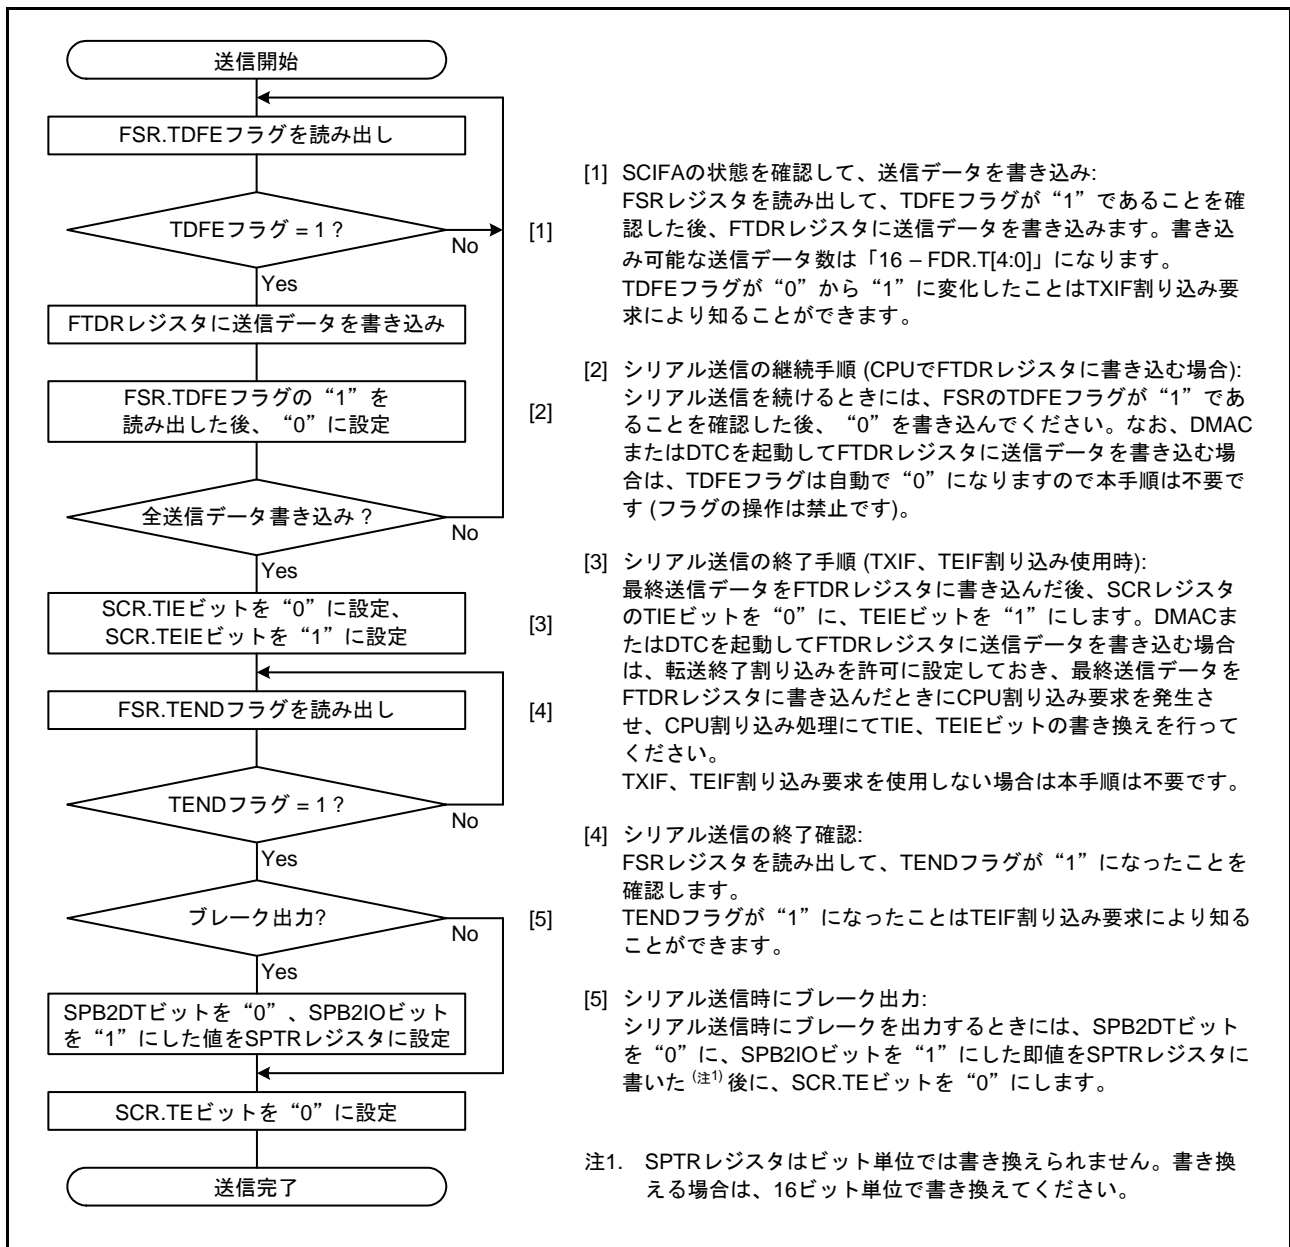 送信開始
FSR.TDFEフラグを読み出し
TDFEフラグ = 1 ?
No
[1]
Yes
FTDRレジスタに送信データを書き込み
FSR.TDFEフラグの“1”を
読み出した後、“0”に設定
[2]
全送信データ書き込み ?
No
Yes
SCR.TIEビットを“0”に設定、
SCR.TEIEビットを“1”に設定
[3]
FSR.TENDフラグを読み出し
[4]
TENDフラグ = 1 ?
No
Yes
ブレーク出力?
No
[5]
Yes
SPB2DTビットを“0”、SPB2IOビット
を“1”にした値をSPTRレジスタに設定
SCR.TEビットを“0”に設定
送信完了
[1] SCIFAの状態を確認して、送信データを書き込み:
FSRレジスタを読み出して、TDFEフラグが“1”であることを確
認した後、FTDRレジスタに送信データを書き込みます。書き込
み可能な送信データ数は「16 – FDR.T[4:0]」になります。
TDFEフラグが“0”から“1”に変化したことはTXIF割り込み要
求により知ることができます。
[2] シリアル送信の継続手順 (CPUでFTDRレジスタに書き込む場合):
シリアル送信を続けるときには、FSRのTDFEフラグが“1”であ
ることを確認した後、“0”を書き込んでください。なお、DMAC
またはDTCを起動してFTDRレジスタに送信データを書き込む場
合は、TDFEフラグは自動で“0”になりますので本手順は不要で
す (フラグの操作は禁止です)。
[3] シリアル送信の終了手順 (TXIF、TEIF割り込み使用時):
最終送信データをFTDRレジスタに書き込んだ後、SCRレジスタ
のTIEビットを“0”に、TEIEビットを“1”にします。DMACま
たはDTCを起動してFTDRレジスタに送信データを書き込む場合
は、転送終了割り込みを許可に設定しておき、最終送信データを
FTDRレジスタに書き込んだときにCPU割り込み要求を発生さ
せ、CPU割り込み処理にてTIE、TEIEビットの書き換えを行って
ください。
TXIF、TEIF割り込み要求を使用しない場合は本手順は不要です。
[4] シリアル送信の終了確認:
FSRレジスタを読み出して、TENDフラグが“1”になったことを
確認します。
TENDフラグが“1”になったことはTEIF割り込み要求により知る
ことができます。
[5] シリアル送信時にブレーク出力:
シリアル送信時にブレークを出力するときには、SPB2DTビット
を“0”に、SPB2IOビットを“1”にした即値をSPTRレジスタに
書いた (注1) 後に、SCR.TEビットを“0”にします。
注1. SPTRレジスタはビット単位では書き換えられません。書き換
える場合は、16ビット単位で書き換えてください。